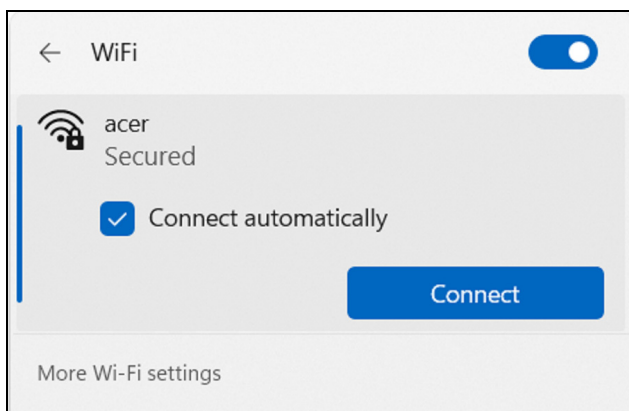 WiFi
acer
Secured
Connect automatically
Connect
More Wi-Fi settings